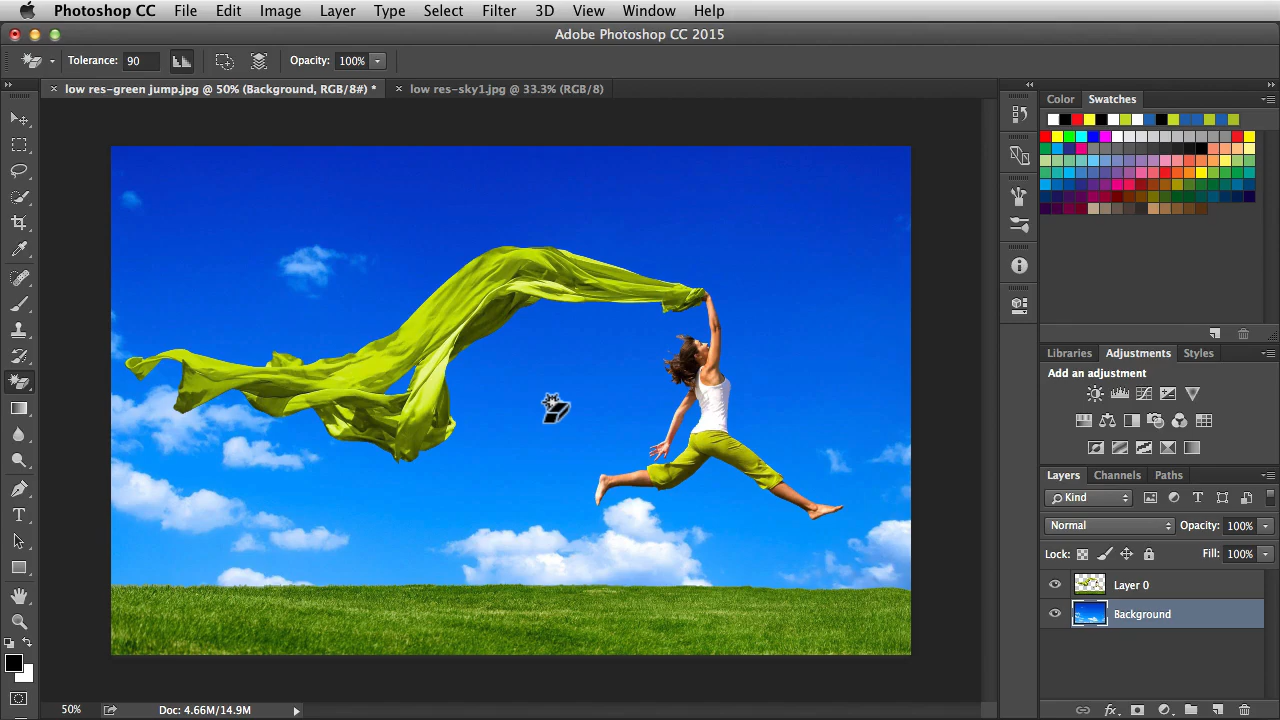 Photoshop CC File Edit Image Layer Type Select Filter 3D View Window Help
Adobe Photoshop CC 2015
Tolerance: 90 Opacity: 100%
× low res-green jump.jpg @ 50% (Background, RGB/8#) * × low res-sky1.jpg @ 33.3% (RGB/8)
Color Swatches
Libraries Adjustments Styles
Add an adjustment
Layers Channels Paths
Kind
Normal Opacity: 100%
Lock: Fill: 100%
Layer 0
Background
50% Doc: 4.66M/14.9M